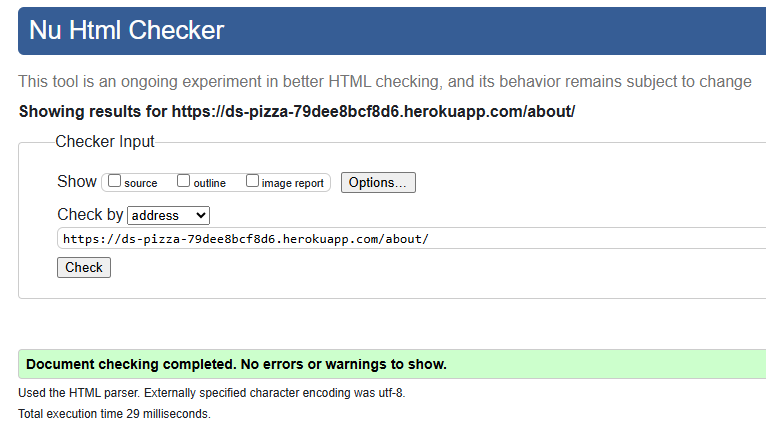 Nu Html Checker
This tool is an ongoing experiment in better HTML checking, and its behavior remains subject to change
Showing results for https://ds-pizza-79dee8bcf8d6.herokuapp.com/about/
Checker Input
Show source outline image report Options...
Check by address
https://ds-pizza-79dee8bcf8d6.herokuapp.com/about/
Check
Document checking completed. No errors or warnings to show.
Used the HTML parser. Externally specified character encoding was utf-8.
Total execution time 29 milliseconds.